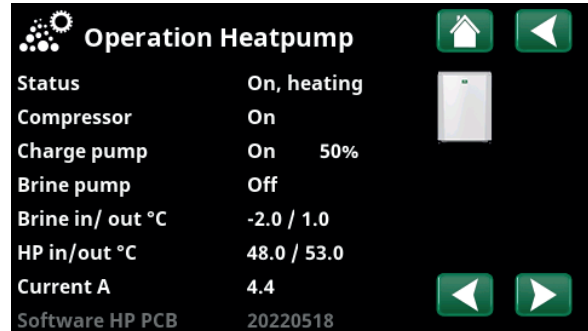 Operation Heatpump
Status On, heating
Compressor On
Charge pump On 50%
Brine pump Off
Brine in/ out °C -2.0 / 1.0
HP in/out °C 48.0 / 53.0
Current A 4.4
Software HP PCB 20220518